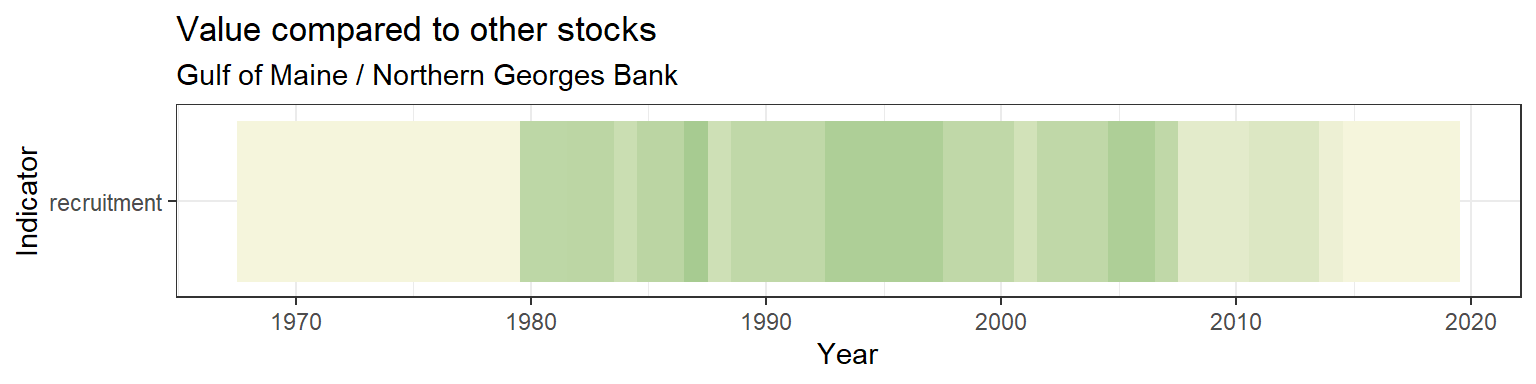 Value compared to other stocks
Gulf of Maine / Northern Georges Bank
Indicator
recruitment
1970 1980 1990 2000 2010 2020
Year